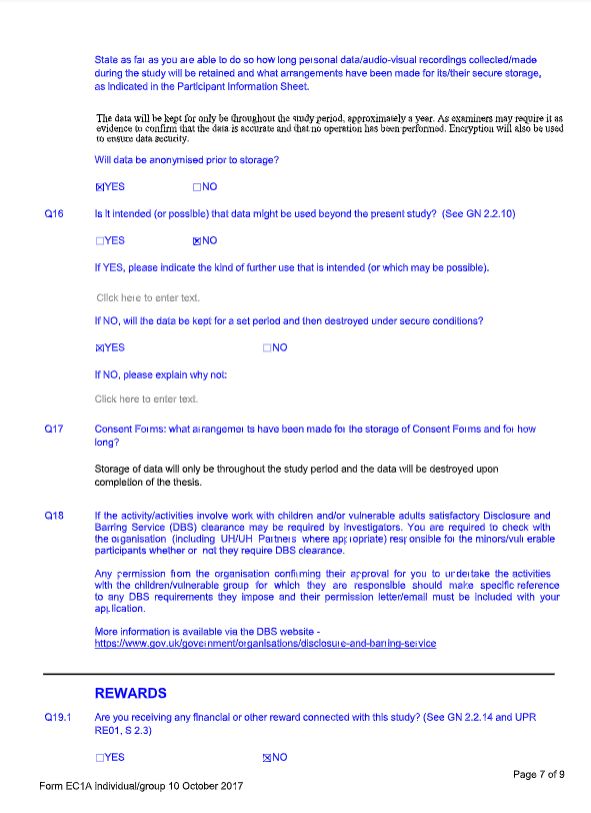 State as far as you are able to do so how long personal data/audio-visual recordings collected/made
during the study will be retained and what arrangements have been made for its/their secure storage,
as indicated in the Participant Information Sheet.
The data will be kept for only be throughout the study period, approximately a year. As examiners may require it as
evidence to confirm that the data is accurate and that no operation has been performed. Encryption will also be used
to ensure data security.
Will data be anonymised prior to storage?
☒YES ☐NO
Q16 Is it intended (or possible) that data might be used beyond the present study? (See GN 2.2.10)
☐YES ☒NO
If YES, please indicate the kind of further use that is intended (or which may be possible).
Click here to enter text.
If NO, will the data be kept for a set period and then destroyed under secure conditions?
☒YES ☐NO
If NO, please explain why not:
Click here to enter text.
Q17 Consent Forms: what arrangements have been made for the storage of Consent Forms and for how
long?
Storage of data will only be throughout the study period and the data will be destroyed upon
completion of the thesis.
Q18 If the activity/activities involve work with children and/or vulnerable adults satisfactory Disclosure and
Barring Service (DBS) clearance may be required by investigators. You are required to check with
the organisation (including UH/UH Partners where appropriate) responsible for the minors/vulnerable
participants whether or not they require DBS clearance.
Any permission from the organisation confirming their approval for you to undertake the activities
with the children/vulnerable group for which they are responsible should make specific reference
to any DBS requirements they impose and their permission letter/email must be included with your
application.
More information is available via the DBS website -
https://www.gov.uk/government/organisations/disclosure-and-barring-service
REWARDS
Q19.1 Are you receiving any financial or other reward connected with this study? (See GN 2.2.14 and UPR
RE01, S 2.3)
☐YES ☒NO
Page 7 of 9
Form EC1A individual/group 10 October 2017